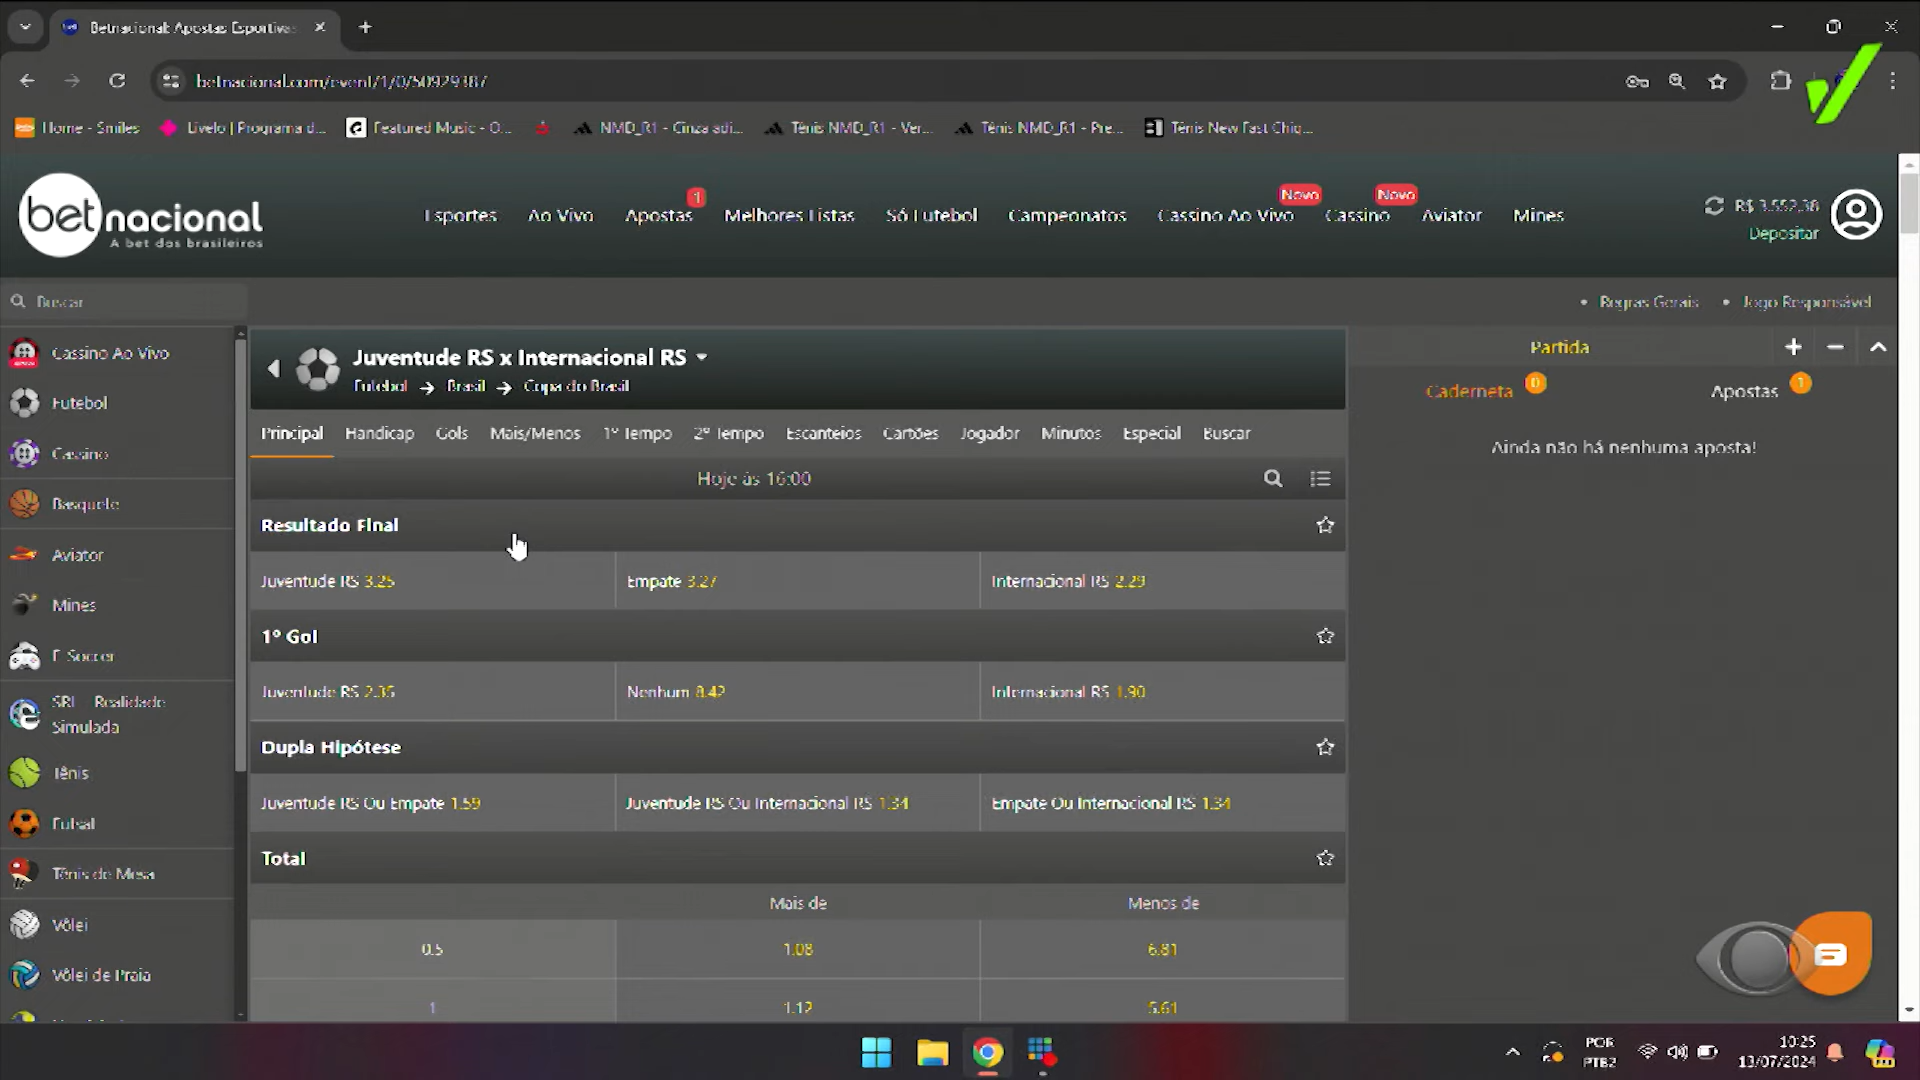 Betnacional: Apostas Esportivas
betnacional.com/event/1/0/50929387
Home - Smiles
Livelo | Programa d...
Featured Music - O...
NMD_R1 - Cinza adi...
Tênis NMD_R1 - Ver...
Tênis NMD_R1 - Pre...
Tênis New Fast Chiq...
betnacional
A bet dos brasileiros
Esportes
Ao Vivo
Apostas
1
Melhores Listas
Só Futebol
Campeonatos
Cassino Ao Vivo
Novo
Cassino
Novo
Aviator
Mines
R$ 3.552,38
Depositar
Buscar
• Regras Gerais
• Jogo Responsável
Cassino Ao Vivo
Futebol
Cassino
Basquete
Aviator
Mines
E-Soccer
SRL - Realidade
Simulada
Tênis
Futsal
Tênis de Mesa
Vôlei
Vôlei de Praia
Juventude RS x Internacional RS
Futebol → Brasil → Copa do Brasil
Principal
Handicap
Gols
Mais/Menos
1º Tempo
2º Tempo
Escanteios
Cartões
Jogador
Minutos
Especial
Buscar
Hoje às 16:00
Resultado Final
Juventude RS 3.25
Empate 3.27
Internacional RS 2.29
1º Gol
Juventude RS 2.35
Nenhum 8.42
Internacional RS 1.90
Dupla Hipótese
Juventude RS Ou Empate 1.59
Juventude RS Ou Internacional RS 1.34
Empate Ou Internacional RS 1.34
Total
Mais de
Menos de
0.5
1.08
6.81
1
1.12
5.61
Partida
Caderneta 0
Apostas 1
Ainda não há nenhuma aposta!
POR
PTB2
10:25
13/07/2024